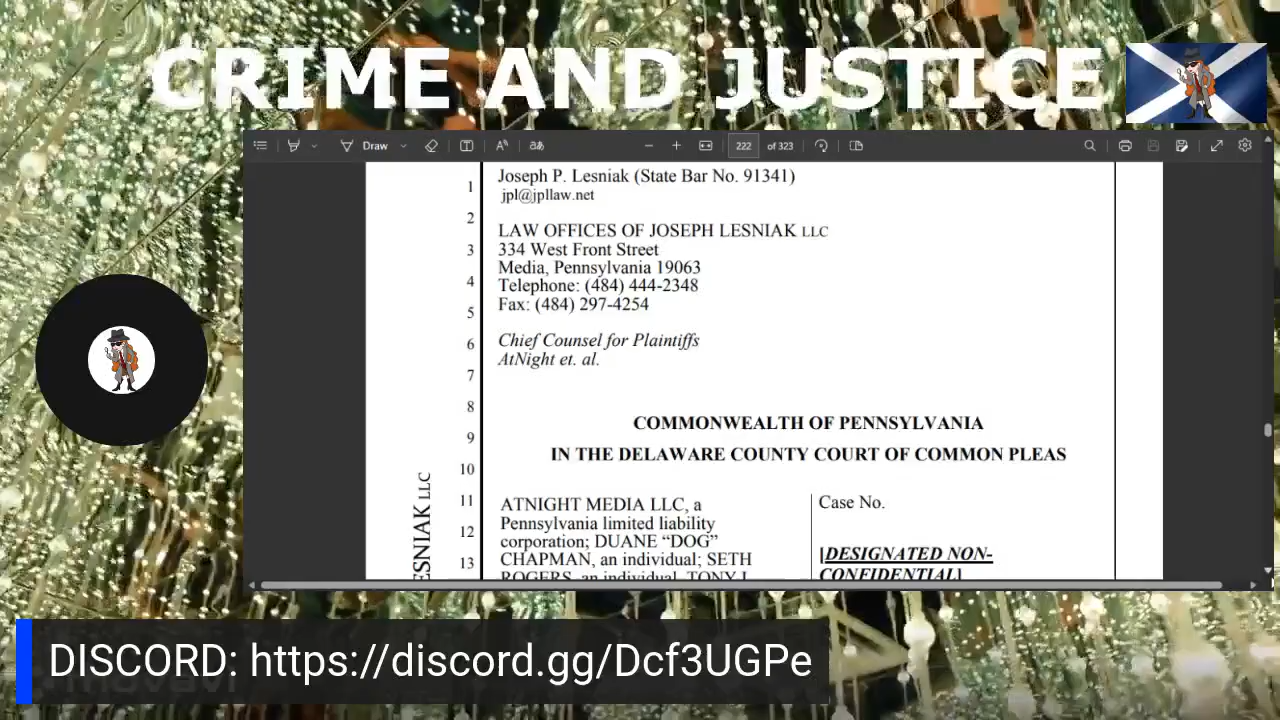 CRIME AND JUSTICE
Draw
222
of 323
1
Joseph P. Lesniak (State Bar No. 91341)
jpl@jpllaw.net
2
LAW OFFICES OF JOSEPH LESNIAK LLC
3
334 West Front Street
Media, Pennsylvania 19063
4
Telephone: (484) 444-2348
Fax: (484) 297-4254
5
6
Chief Counsel for Plaintiffs
AtNight et. al.
7
8
COMMONWEALTH OF PENNSYLVANIA
9
IN THE DELAWARE COUNTY COURT OF COMMON PLEAS
10
ESNIAK LLC
11
ATNIGHT MEDIA LLC, a
Case No.
12
Pennsylvania limited liability
corporation; DUANE “DOG”
[DESIGNATED NON-
13
CHAPMAN, an individual; SETH
CONFIDENTIAL]
ROGERS, an individual, TONY J.
DISCORD: https://discord.gg/Dcf3UGPe